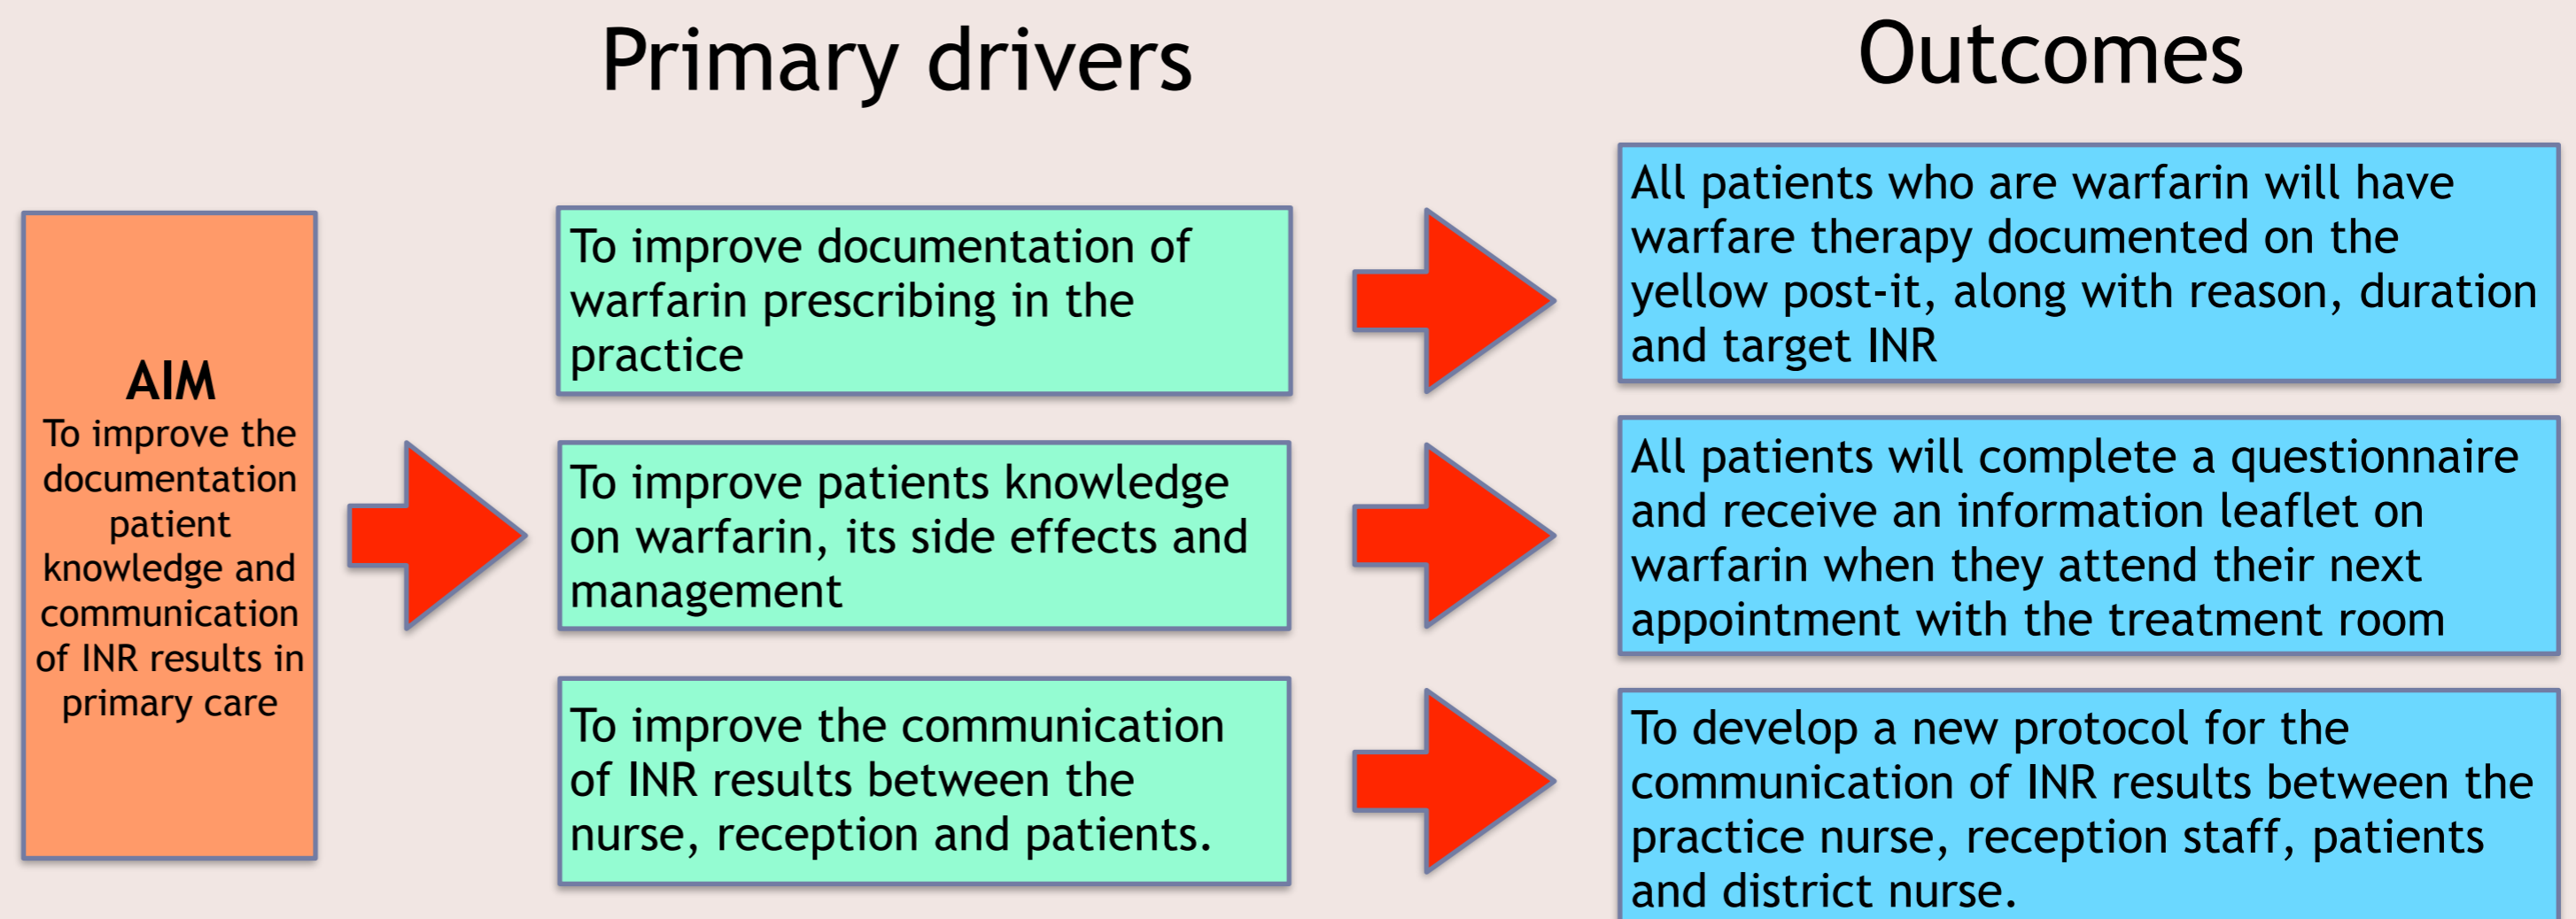 Primary drivers
Outcomes
AIM
To improve the
documentation
patient
knowledge and
communication
of INR results in
primary care
To improve documentation of
warfarin prescribing in the
practice
All patients who are warfarin will have
warfare therapy documented on the
yellow post-it, along with reason, duration
and target INR
To improve patients knowledge
on warfarin, its side effects and
management
All patients will complete a questionnaire
and receive an information leaflet on
warfarin when they attend their next
appointment with the treatment room
To improve the communication
of INR results between the
nurse, reception and patients.
To develop a new protocol for the
communication of INR results between the
practice nurse, reception staff, patients
and district nurse.